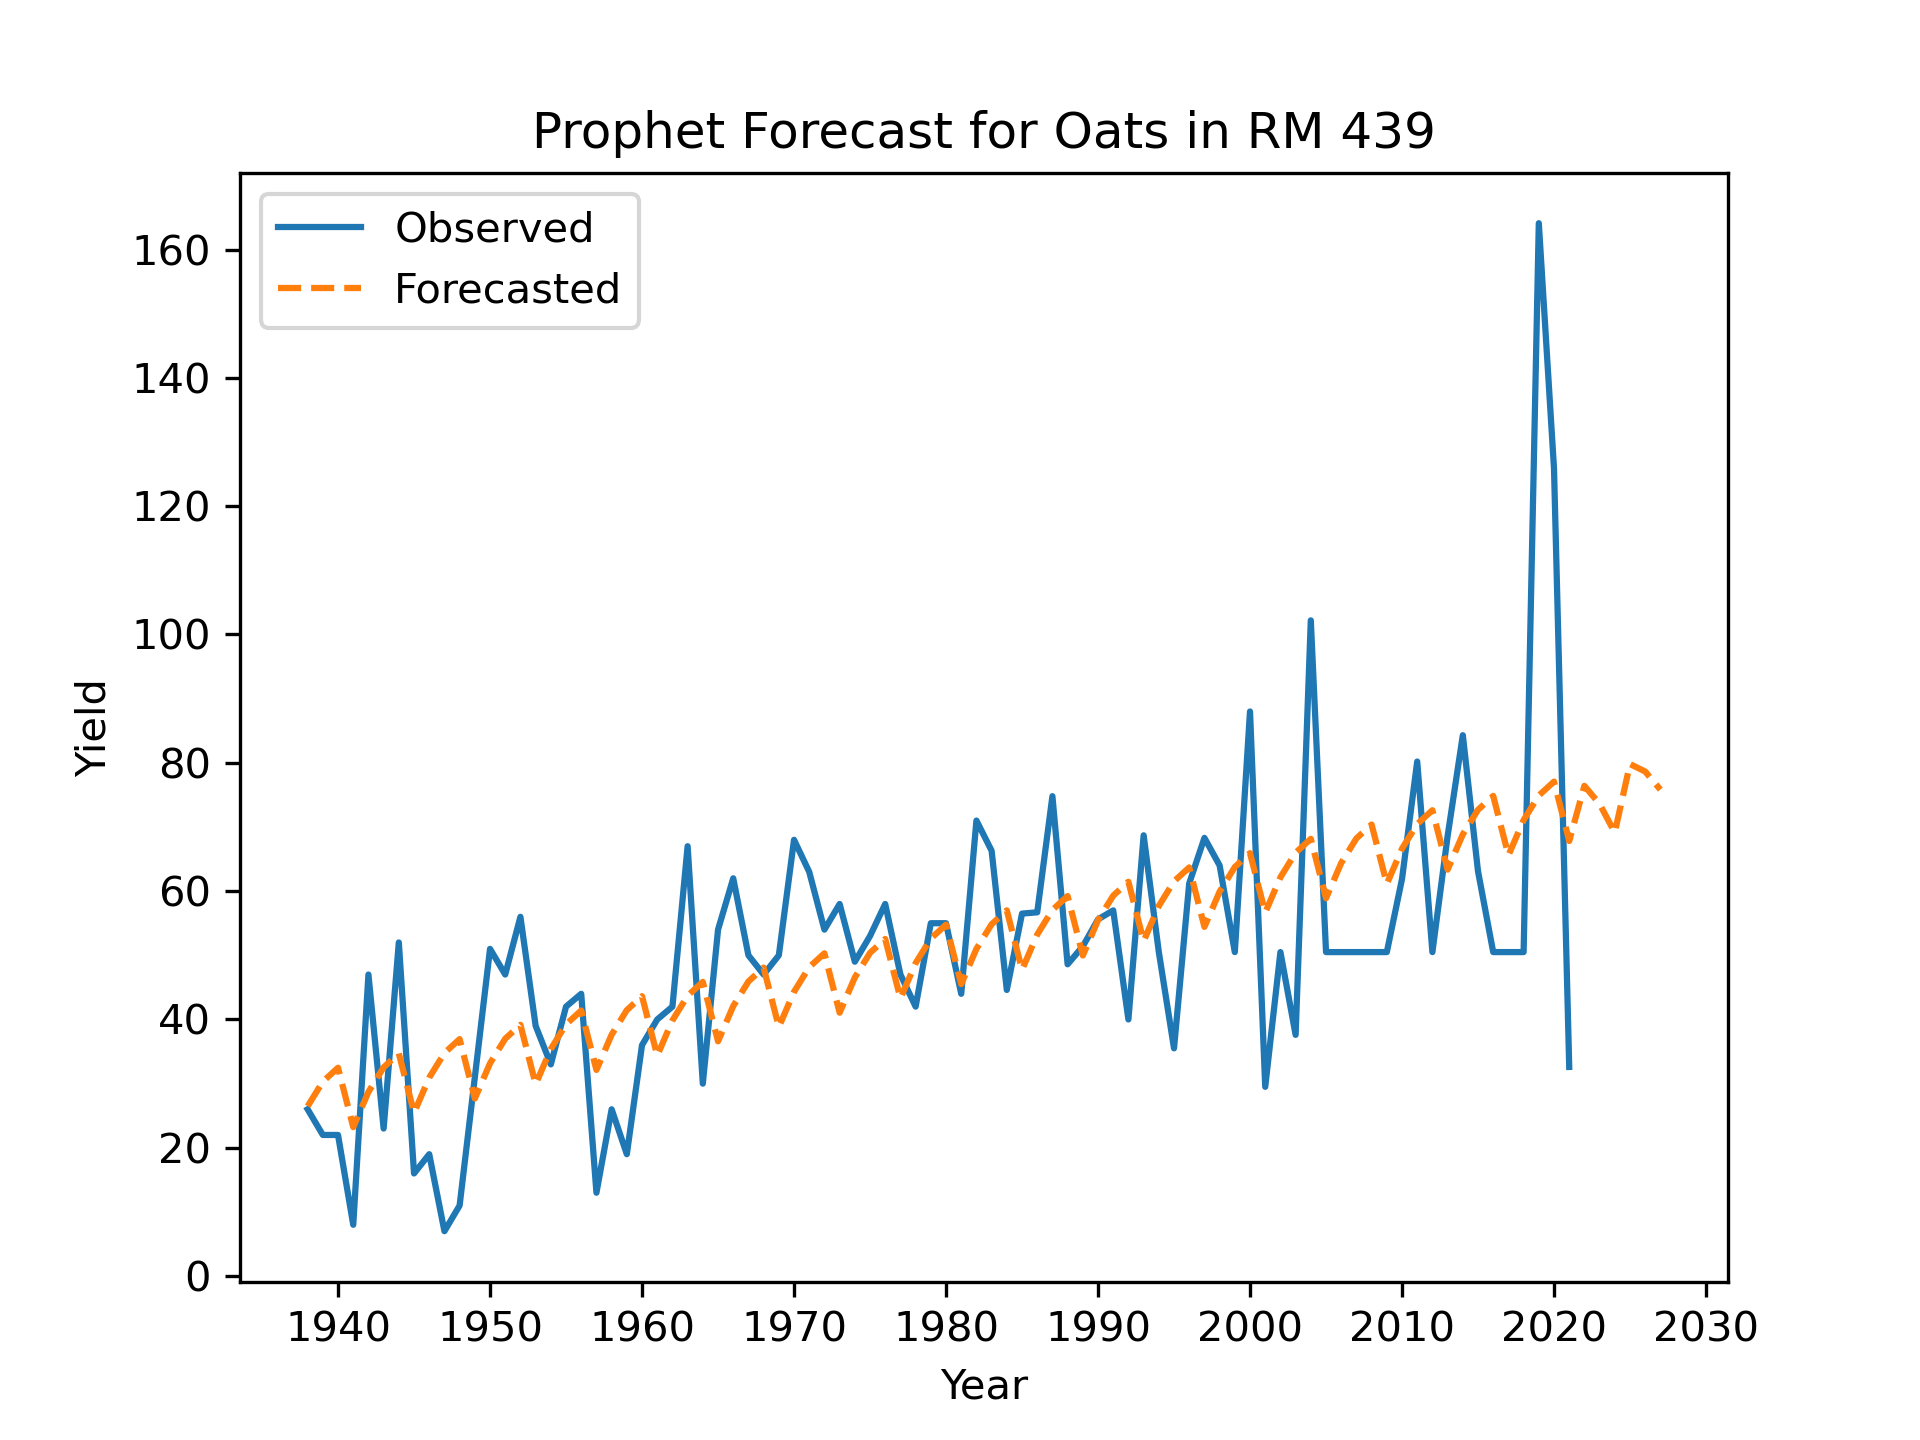 Prophet Forecast for Oats in RM 439
Observed
Forecasted
160
140
120
100
80
60
40
20
0
Yield
1940 1950 1960 1970 1980 1990 2000 2010 2020 2030
Year